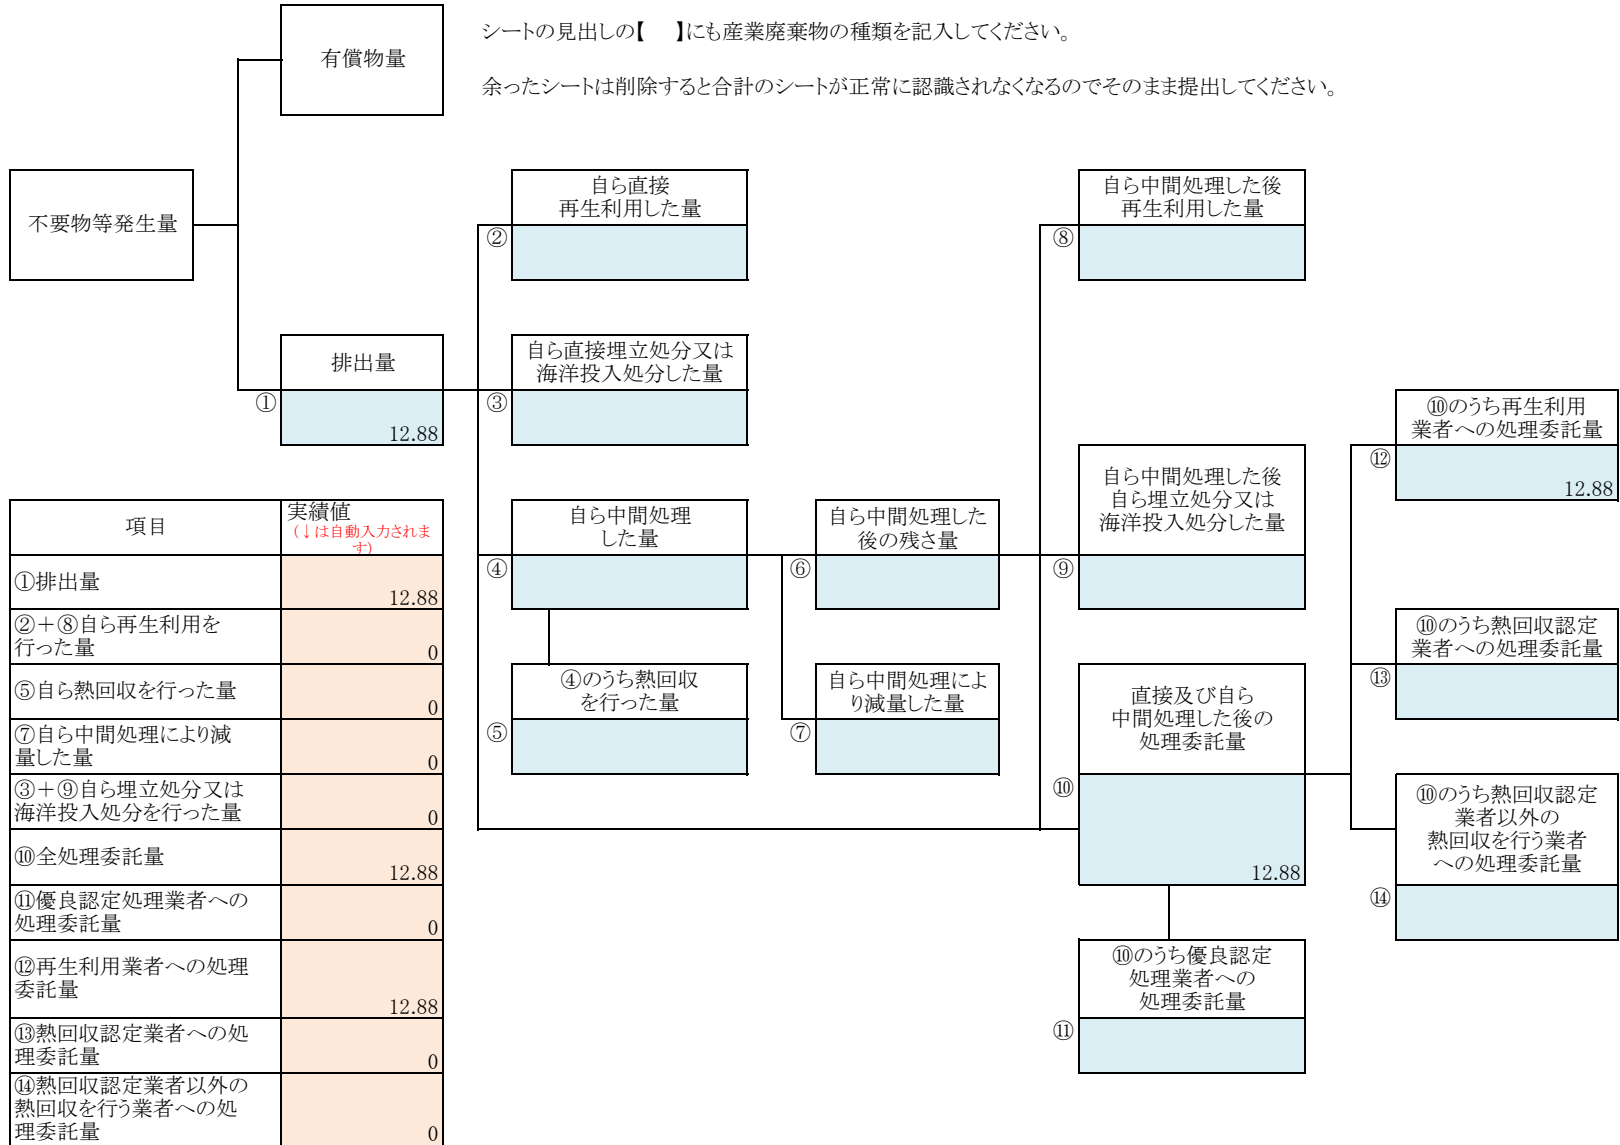 有償物量
シートの見出しの【　】にも産業廃棄物の種類を記入してください。
余ったシートは削除すると合計のシートが正常に認識されなくなるのでそのまま提出してください。
不要物等発生量
自ら直接
再生利用した量
②
自ら中間処理した後
再生利用した量
⑧
排出量
①
12.88
自ら直接埋立処分又は
海洋投入処分した量
③
⑩のうち再生利用
業者への処理委託量
⑫
12.88
自ら中間処理
した量
④
自ら中間処理した
後の残さ量
⑥
自ら中間処理した後
自ら埋立処分又は
海洋投入処分した量
⑨
⑩のうち熱回収認定
業者への処理委託量
⑬
④のうち熱回収
を行った量
⑤
自ら中間処理によ
り減量した量
⑦
直接及び自ら
中間処理した後の
処理委託量
⑩
12.88
⑩のうち熱回収認定
業者以外の
熱回収を行う業者
への処理委託量
⑭
⑩のうち優良認定
処理業者への
処理委託量
⑪
項目
実績値
(↓は自動入力されま
す)
①排出量
12.88
②＋⑧自ら再生利用を
行った量
0
⑤自ら熱回収を行った量
0
⑦自ら中間処理により減
量した量
0
③＋⑨自ら埋立処分又は
海洋投入処分を行った量
0
⑩全処理委託量
12.88
⑪優良認定処理業者への
処理委託量
0
⑫再生利用業者への処理
委託量
12.88
⑬熱回収認定業者への処
理委託量
0
⑭熱回収認定業者以外の
熱回収を行う業者への処
理委託量
0